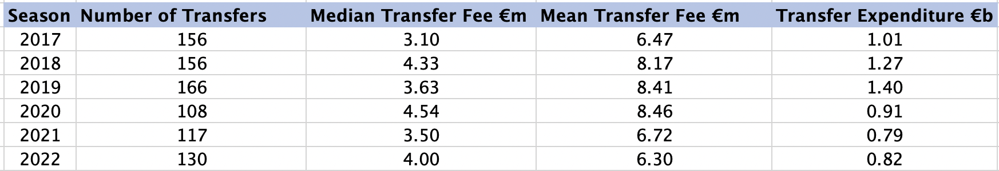 Season Number of Transfers Median Transfer Fee €m Mean Transfer Fee €m Transfer Expenditure €b
2017 156 3.10 6.47 1.01
2018 156 4.33 8.17 1.27
2019 166 3.63 8.41 1.40
2020 108 4.54 8.46 0.91
2021 117 3.50 6.72 0.79
2022 130 4.00 6.30 0.82